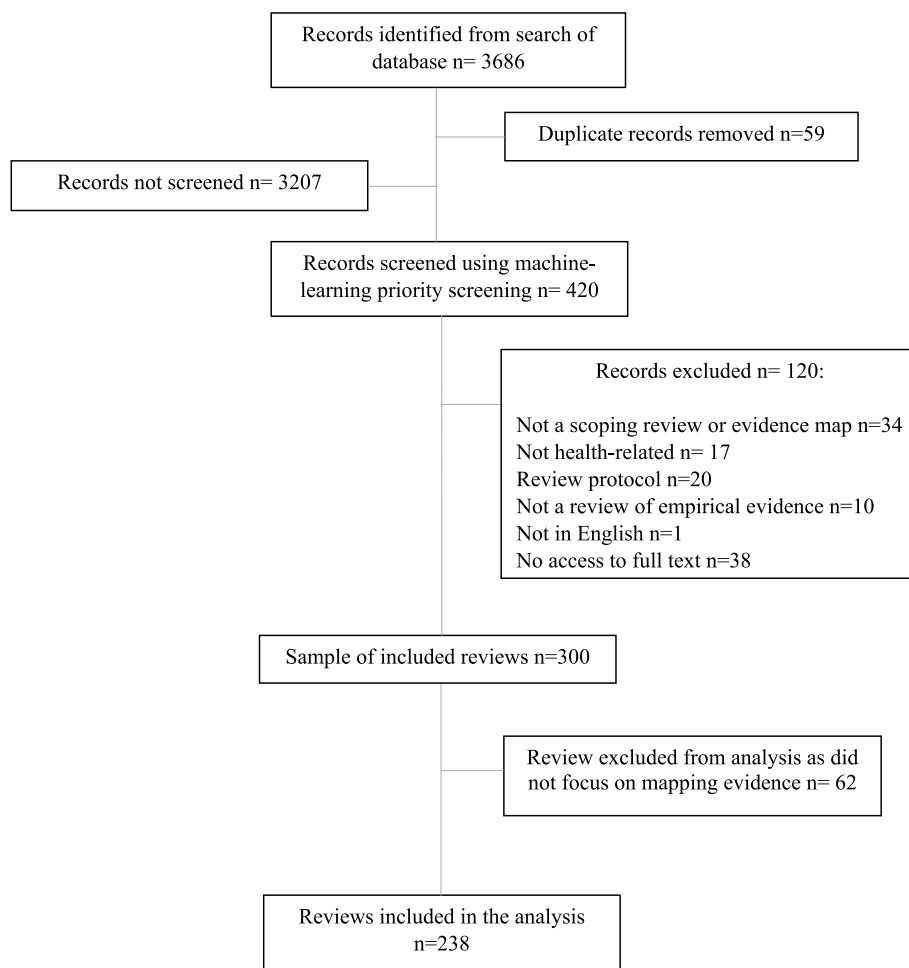 Records identified from search of
database n= 3686
Duplicate records removed n=59
Records not screened n= 3207
Records screened using machine-
learning priority screening n= 420
Records excluded n= 120:
Not a scoping review or evidence map n=34
Not health-related n= 17
Review protocol n=20
Not a review of empirical evidence n=10
Not in English n=1
No access to full text n=38
Sample of included reviews n=300
Review excluded from analysis as did
not focus on mapping evidence n= 62
Reviews included in the analysis
n=238